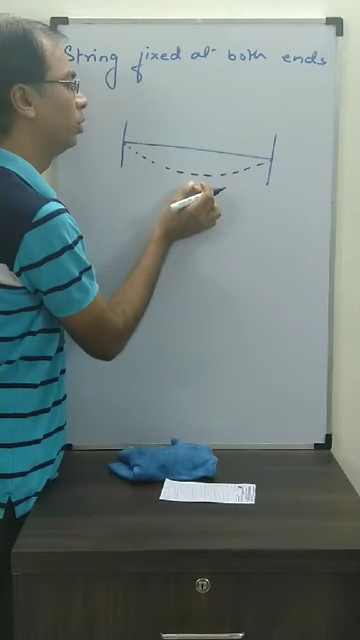 String fixed at both ends